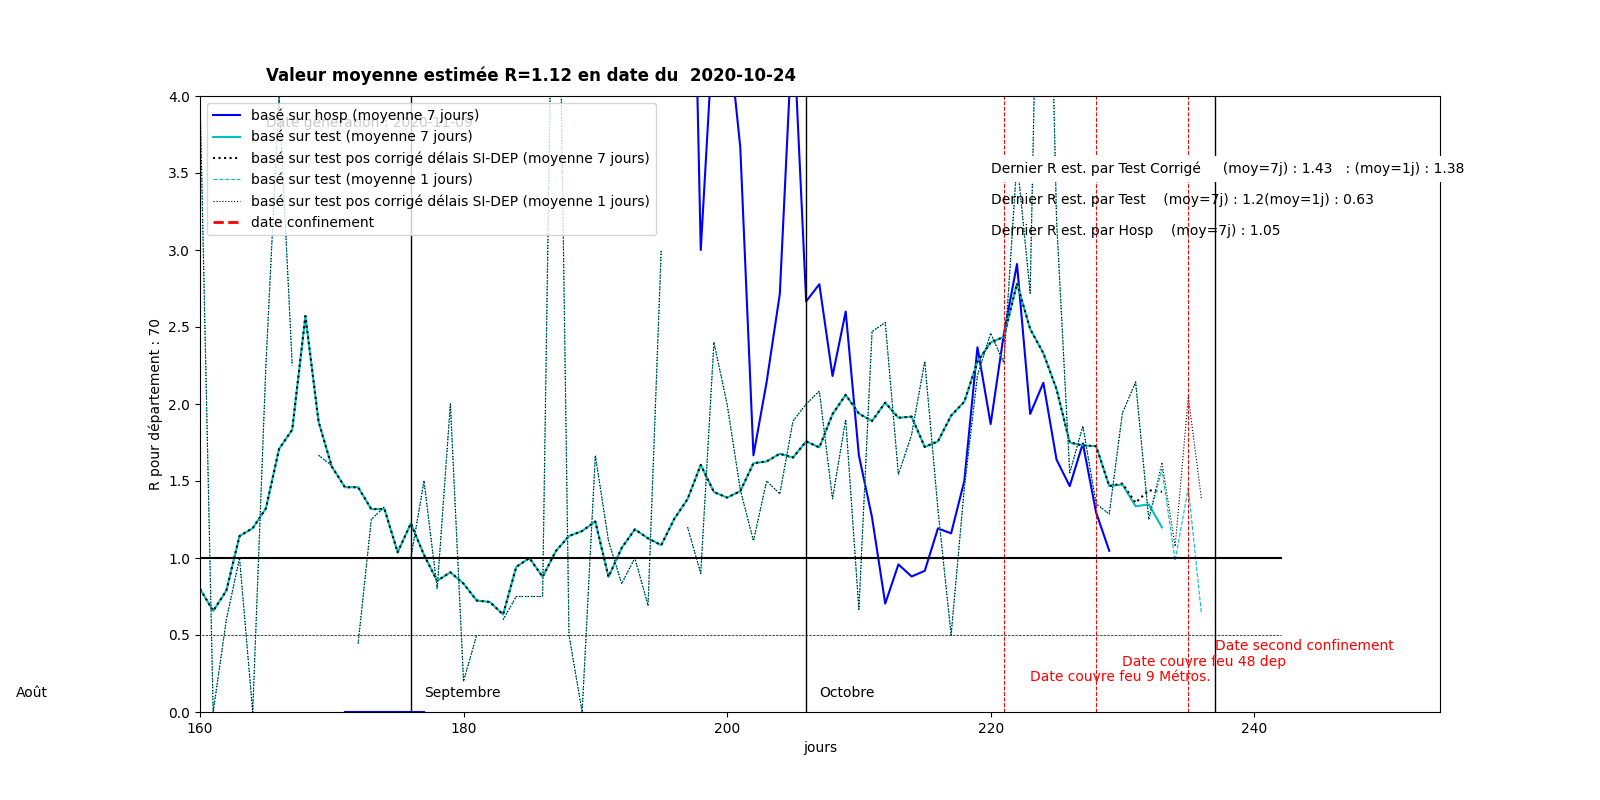 Valeur moyenne estimée R=1.12 en date du  2020-10-24
Date génération : 2020-11-09
basé sur hosp (moyenne 7 jours)
basé sur test (moyenne 7 jours)
basé sur test pos corrigé délais SI-DEP (moyenne 7 jours)
basé sur test (moyenne 1 jours)
basé sur test pos corrigé délais SI-DEP (moyenne 1 jours)
date confinement
Dernier R est. par Test Corrigé     (moy=7j) : 1.43   : (moy=1j) : 1.38
Dernier R est. par Test    (moy=7j) : 1.2(moy=1j) : 0.63
Dernier R est. par Hosp    (moy=7j) : 1.05
R pour département : 70
4.0
3.5
3.0
2.5
2.0
1.5
1.0
0.5
0.0
Date second confinement
Date couvre feu 48 dep
Date couvre feu 9 Métros.
Août
Septembre
Octobre
160
180
200
220
240
jours